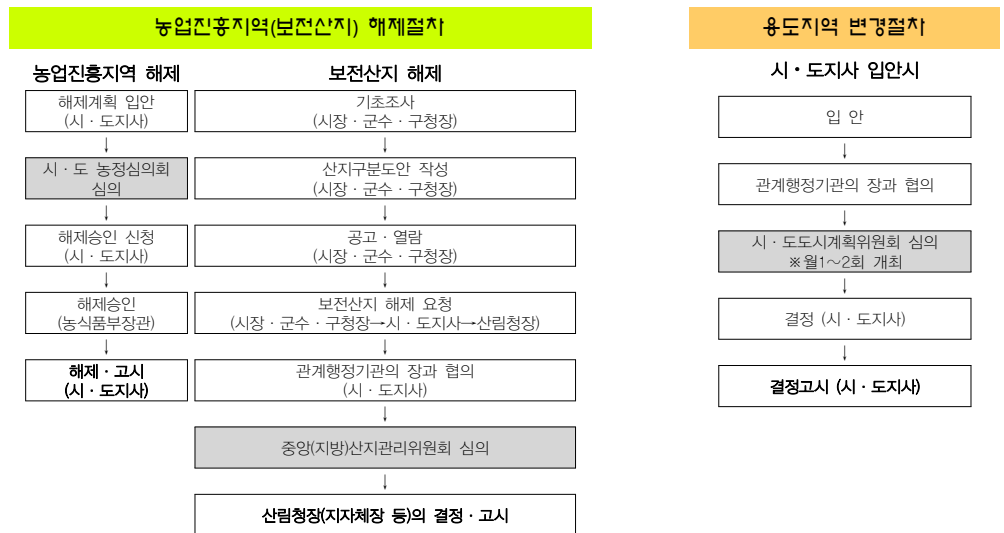 농업진흥지역(보전산지) 해제절차
농업진흥지역 해제
해제계획 입안
(시 · 도지사)
↓
시 · 도 농정심의회
심의
↓
해제승인 신청
(시 · 도지사)
↓
해제승인
(농식품부장관)
↓
해제 · 고시
(시 · 도지사)
보전산지 해제
기초조사
(시장 · 군수 · 구청장)
↓
산지구분도안 작성
(시장 · 군수 · 구청장)
↓
공고 · 열람
(시장 · 군수 · 구청장)
↓
보전산지 해제 요청
(시장 · 군수 · 구청장→시 · 도지사→산림청장)
↓
관계행정기관의 장과 협의
(시 · 도지사)
↓
중앙(지방)산지관리위원회 심의
↓
산림청장(지자체장 등)의 결정 · 고시
용도지역 변경절차
시 · 도지사 입안시
입 안
↓
관계행정기관의 장과 협의
↓
시 · 도도시계획위원회 심의
※월1～2회 개최
↓
결정 (시 · 도지사)
↓
결정고시 (시 · 도지사)